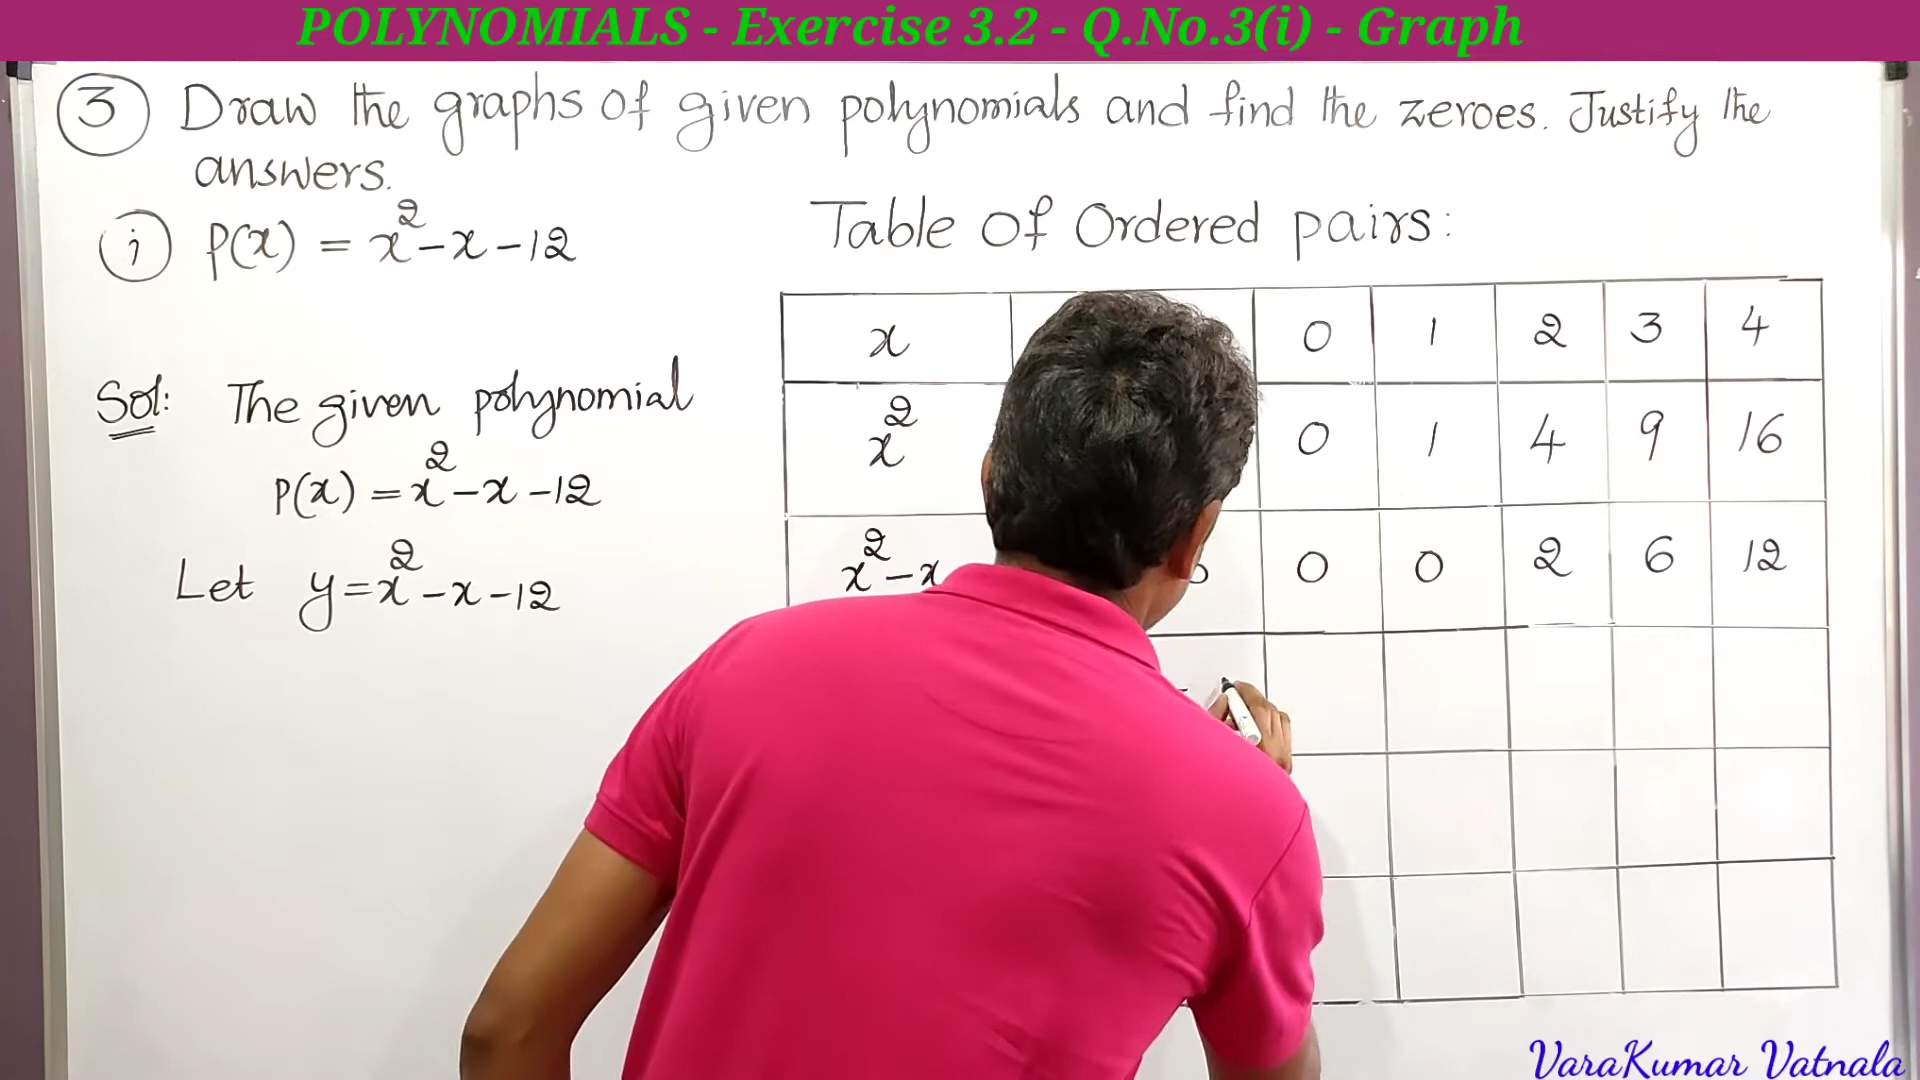 POLYNOMIALS - Exercise 3.2 - Q.No.3(i) - Graph
3 Draw the graphs of given polynomials and find the zeroes. Justify the
answers.
i P(x) = x² - x - 12
Table of Ordered pairs:
x 0 1 2 3 4
x² 0 1 4 9 16
x² - x 0 0 2 6 12
Sol: The given polynomial
P(x) = x² - x - 12
Let y = x² - x - 12
VaraKumar Vatnala